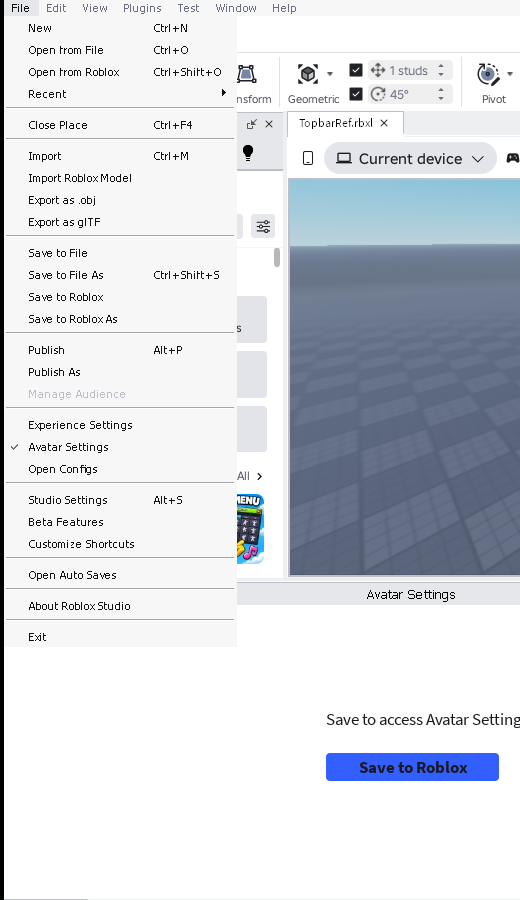 File Edit View Plugins Test Window Help
New Ctrl+N
Open from File Ctrl+O
Open from Roblox Ctrl+Shift+O
Recent
Close Place Ctrl+F4
Import Ctrl+M
Import Roblox Model
Export as .obj
Export as glTF
Save to File
Save to File As Ctrl+Shift+S
Save to Roblox
Save to Roblox As
Publish Alt+P
Publish As
Manage Audience
Experience Settings
Avatar Settings
Open Configs
Studio Settings Alt+S
Beta Features
Customize Shortcuts
Open Auto Saves
About Roblox Studio
Exit
1 studs
45°
nsform Geometric Pivot
TopbarRef.rbxl
Current device
s
All
MENU
Avatar Settings
Save to access Avatar Setting
Save to Roblox